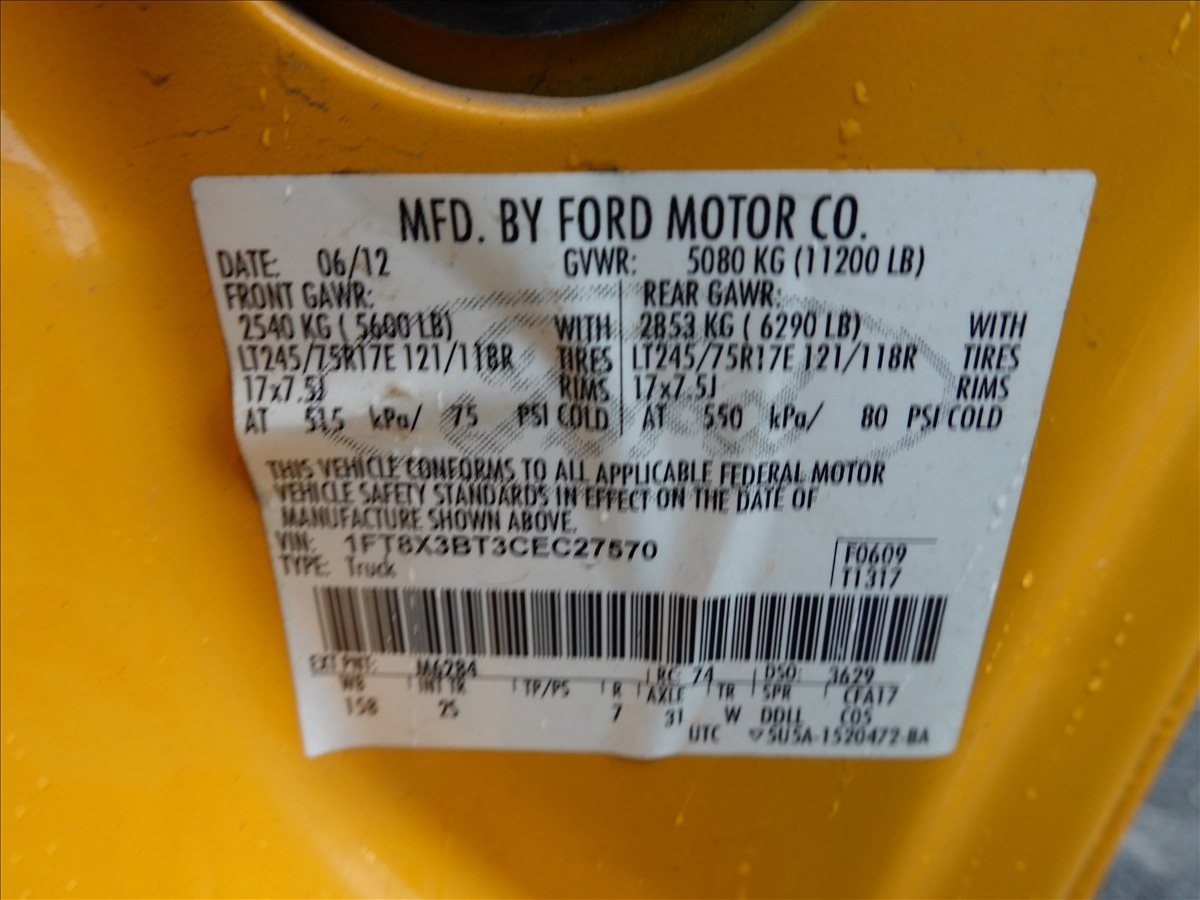 MFD. BY FORD MOTOR CO.
DATE: 06/12 GVWR: 5080 KG (11200 LB)
FRONT GAWR: REAR GAWR:
2540 KG ( 5600 LB) WITH 2853 KG ( 6290 LB) WITH
LT245/75R17E 121/118R TIRES LT245/75R17E 121/118R TIRES
17x7.5J RIMS 17x7.5J RIMS
AT 515 kPa/ 75 PSI COLD AT 550 kPa/ 80 PSI COLD
THIS VEHICLE CONFORMS TO ALL APPLICABLE FEDERAL MOTOR
VEHICLE SAFETY STANDARDS IN EFFECT ON THE DATE OF
MANUFACTURE SHOWN ABOVE.
VIN: 1FT8X3BT3CEC27570
TYPE: Truck
F0609
T1317
EXT PNT: M6284 RC: 74 DSO: 3629
WB INT TR TP/PS R AXLE TR SPR CFA17
158 25 7 31 W DDLL C05
UTC ▽5U5A-1520472-BA